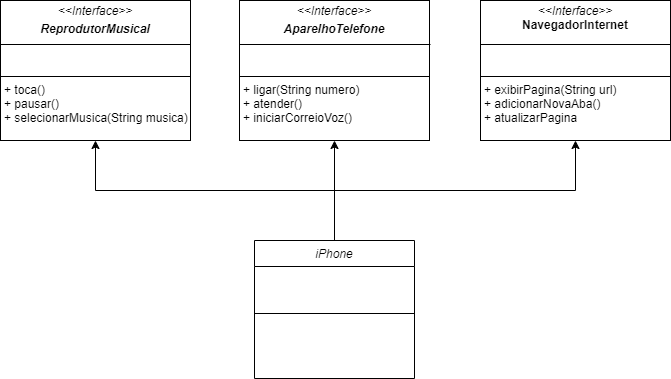 <<Interface>>
ReprodutorMusical
+ toca()
+ pausar()
+ selecionarMusica(String musica)
<<Interface>>
AparelhoTelefone
+ ligar(String numero)
+ atender()
+ iniciarCorreioVoz()
<<Interface>>
NavegadorInternet
+ exibirPagina(String url)
+ adicionarNovaAba()
+ atualizarPagina
iPhone